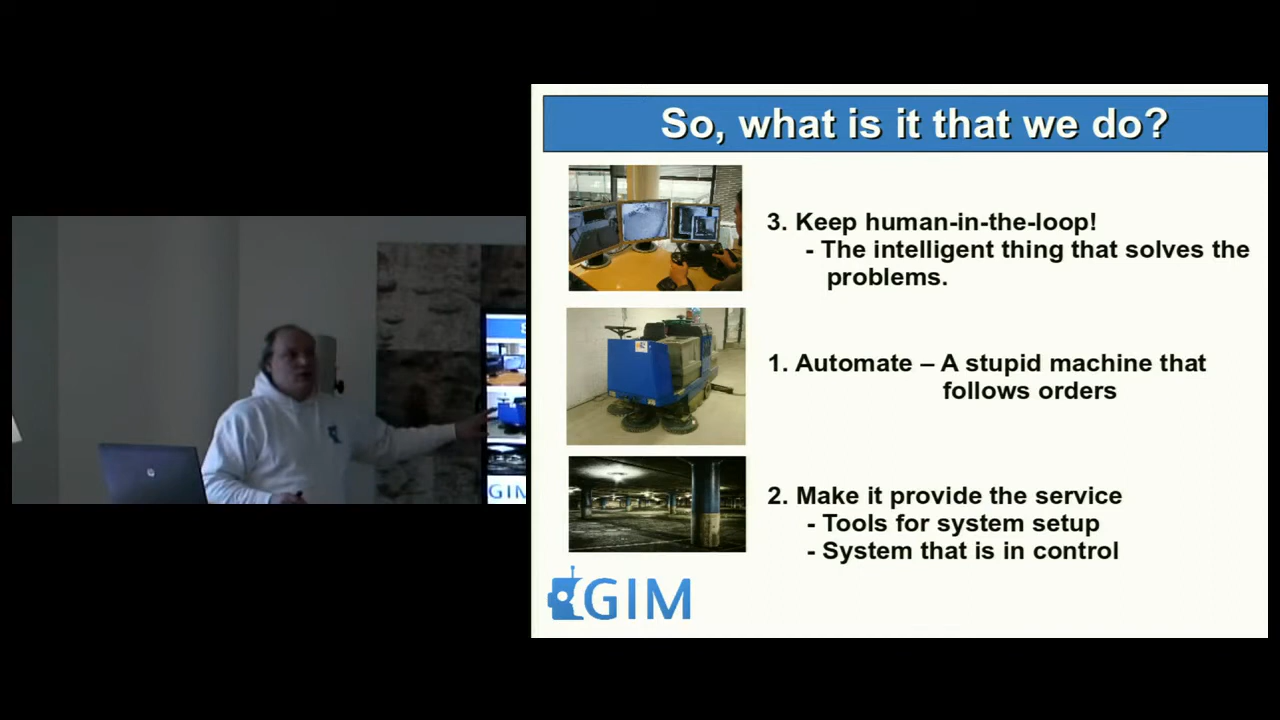 So, what is it that we do?
3. Keep human-in-the-loop!
- The intelligent thing that solves the
problems.
1. Automate – A stupid machine that
follows orders
2. Make it provide the service
- Tools for system setup
- System that is in control
GIM
hp
GIM